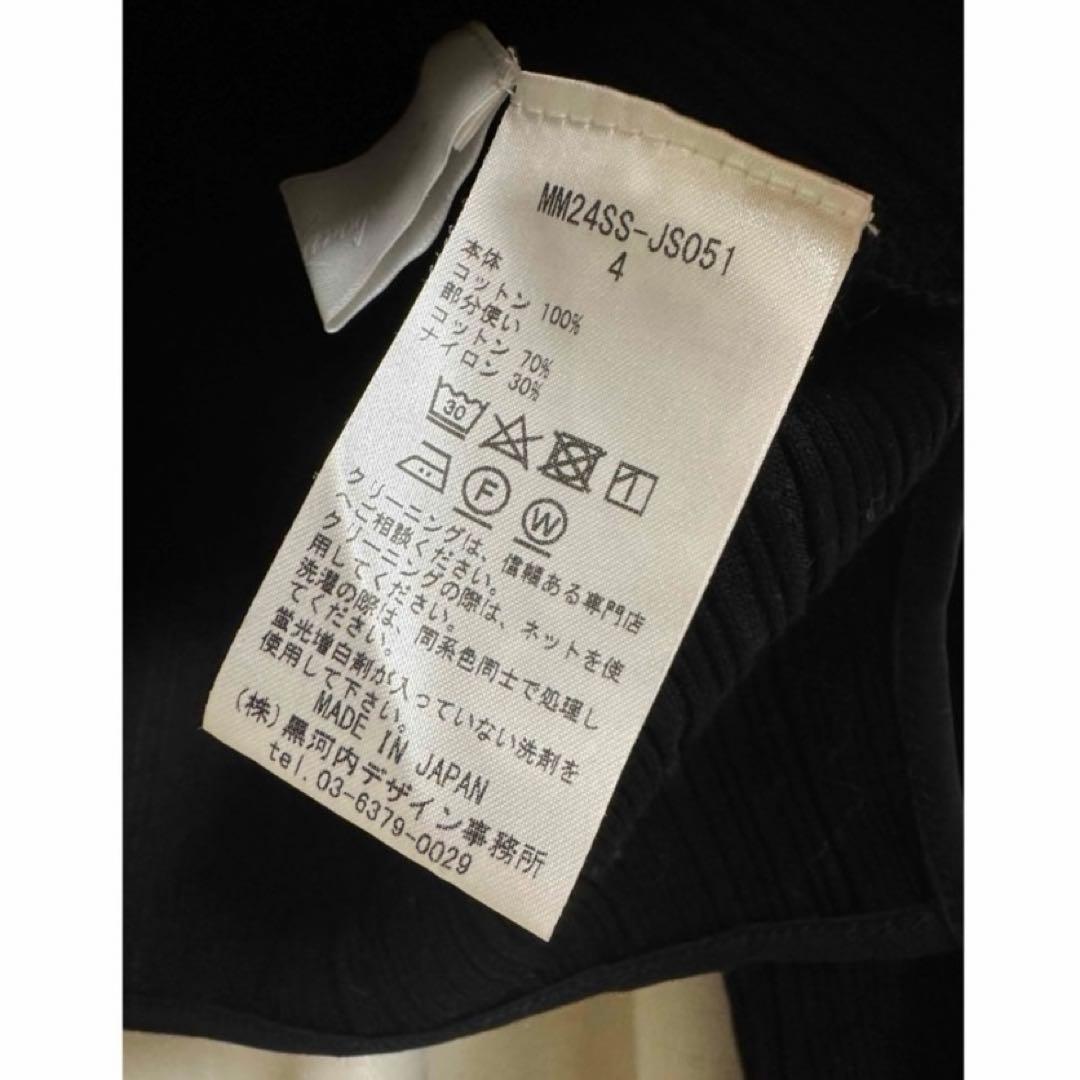 MM24SS-JS051
4
本体
コットン 100%
部分使い
コットン 70%
ナイロン 30%
30
F
W
クリーニングは、信頼ある専門店
へご相談ください。
クリーニングの際は、ネットを使
用してください。
洗濯の際は、同系色同士で処理し
てください。
蛍光増白剤が入っていない洗剤を
使用して下さい。
MADE IN JAPAN
(株)黒河内デザイン事務所
tel.03-6379-0029